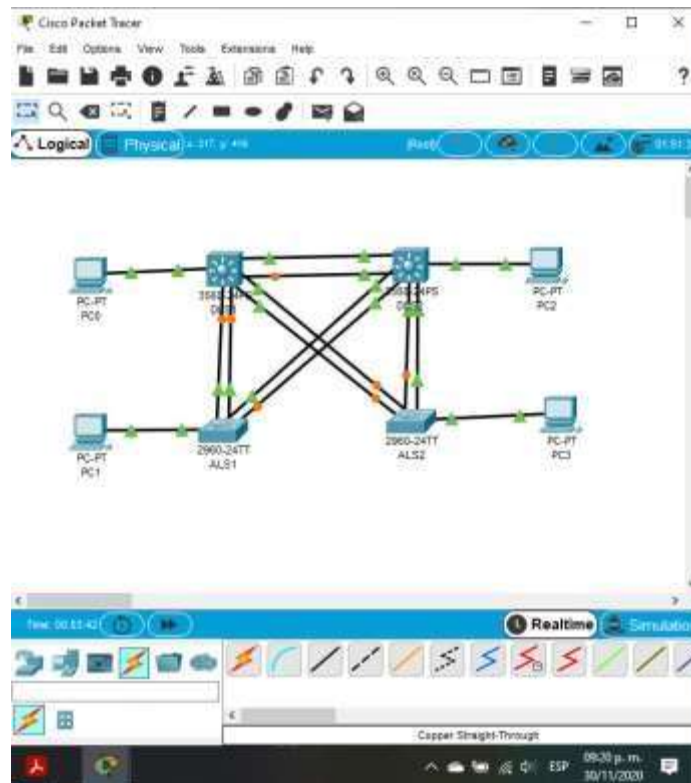 Cisco Packet Tracer
File Edit Options View Tools Extensions Help
?
Logical Physical
PC-PT
PC0
PC-PT
PC2
PC-PT
PC1
2960-24TT
ALS1
2960-24TT
ALS2
PC-PT
PC3
Realtime Simulation
Copper Straight-Through
ESP
09:20 p. m.
30/11/2020